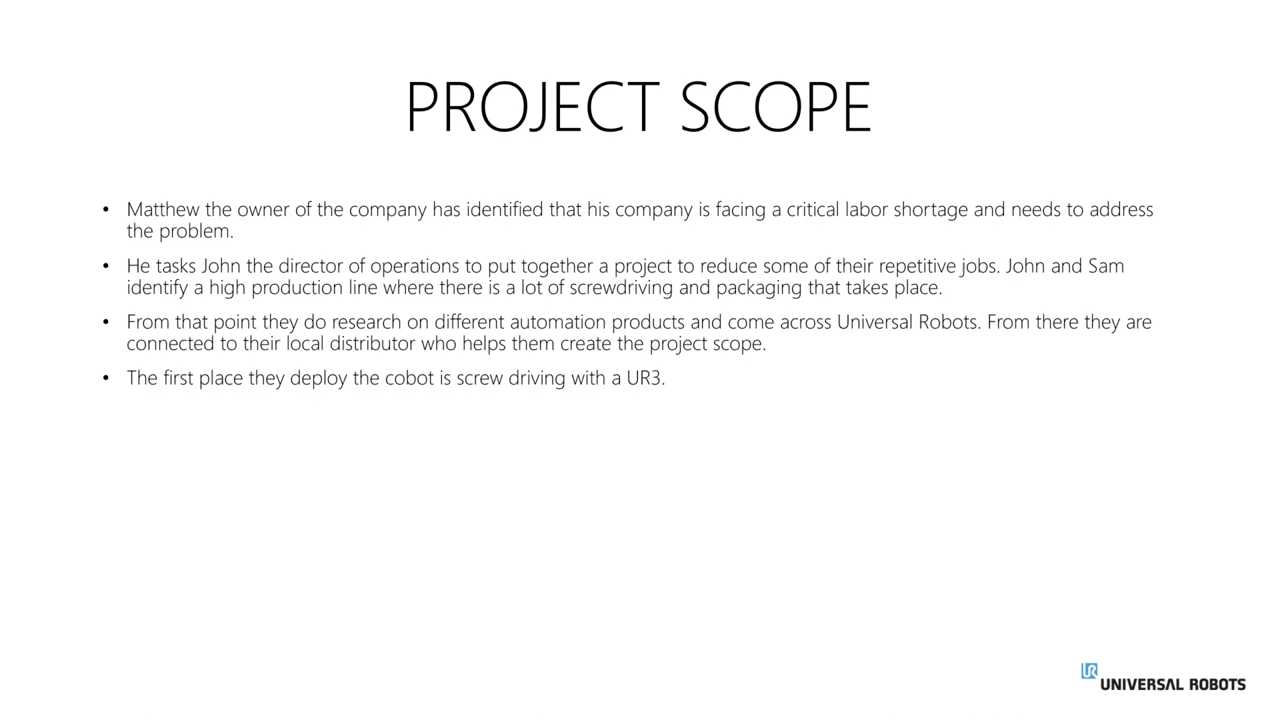 PROJECT SCOPE
• Matthew the owner of the company has identified that his company is facing a critical labor shortage and needs to address
the problem.
• He tasks John the director of operations to put together a project to reduce some of their repetitive jobs. John and Sam
identify a high production line where there is a lot of screwdriving and packaging that takes place.
• From that point they do research on different automation products and come across Universal Robots. From there they are
connected to their local distributor who helps them create the project scope.
• The first place they deploy the cobot is screw driving with a UR3.
UR
UNIVERSAL ROBOTS